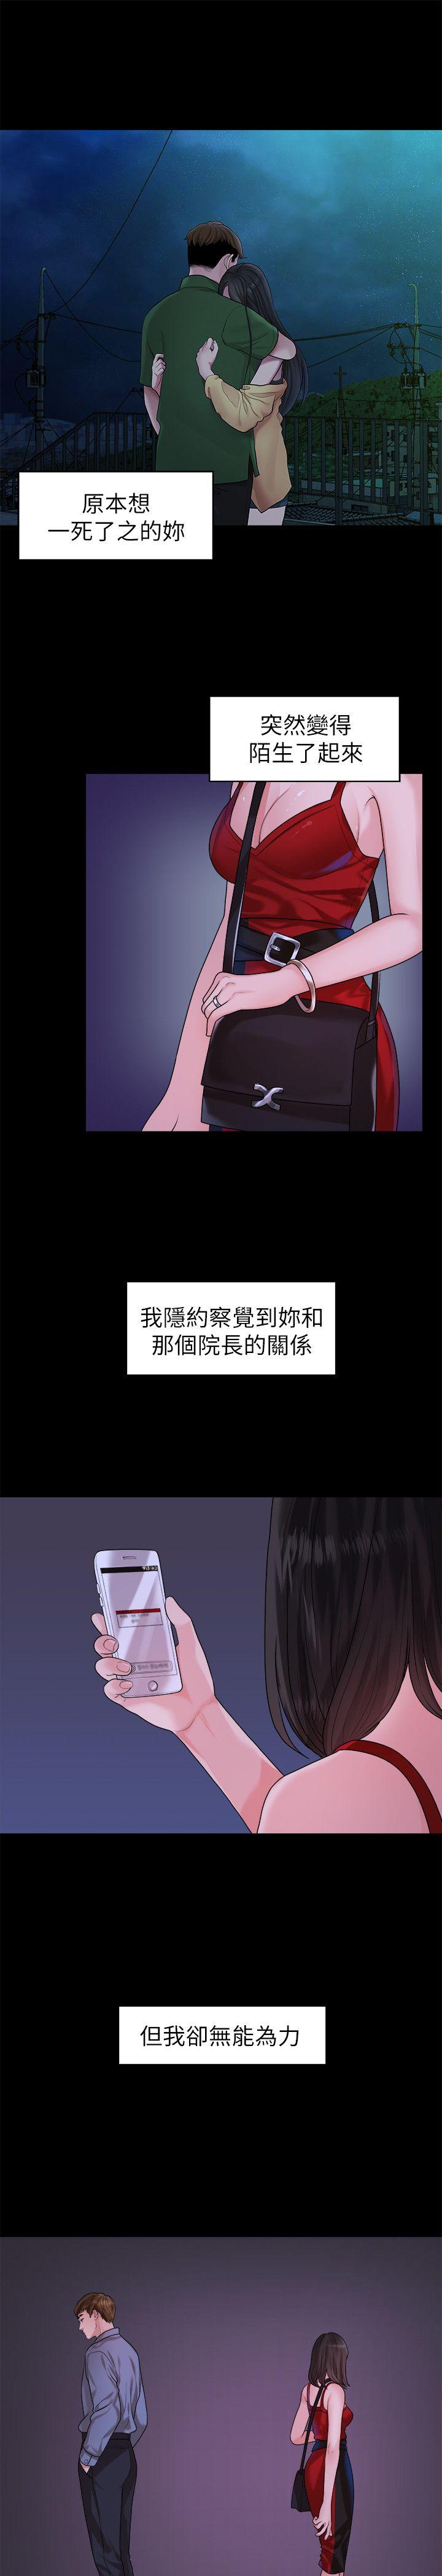 原本想
一死了之的妳
突然變得
陌生了起來
我隱約察覺到妳和
那個院長的關係
但我卻無能為力